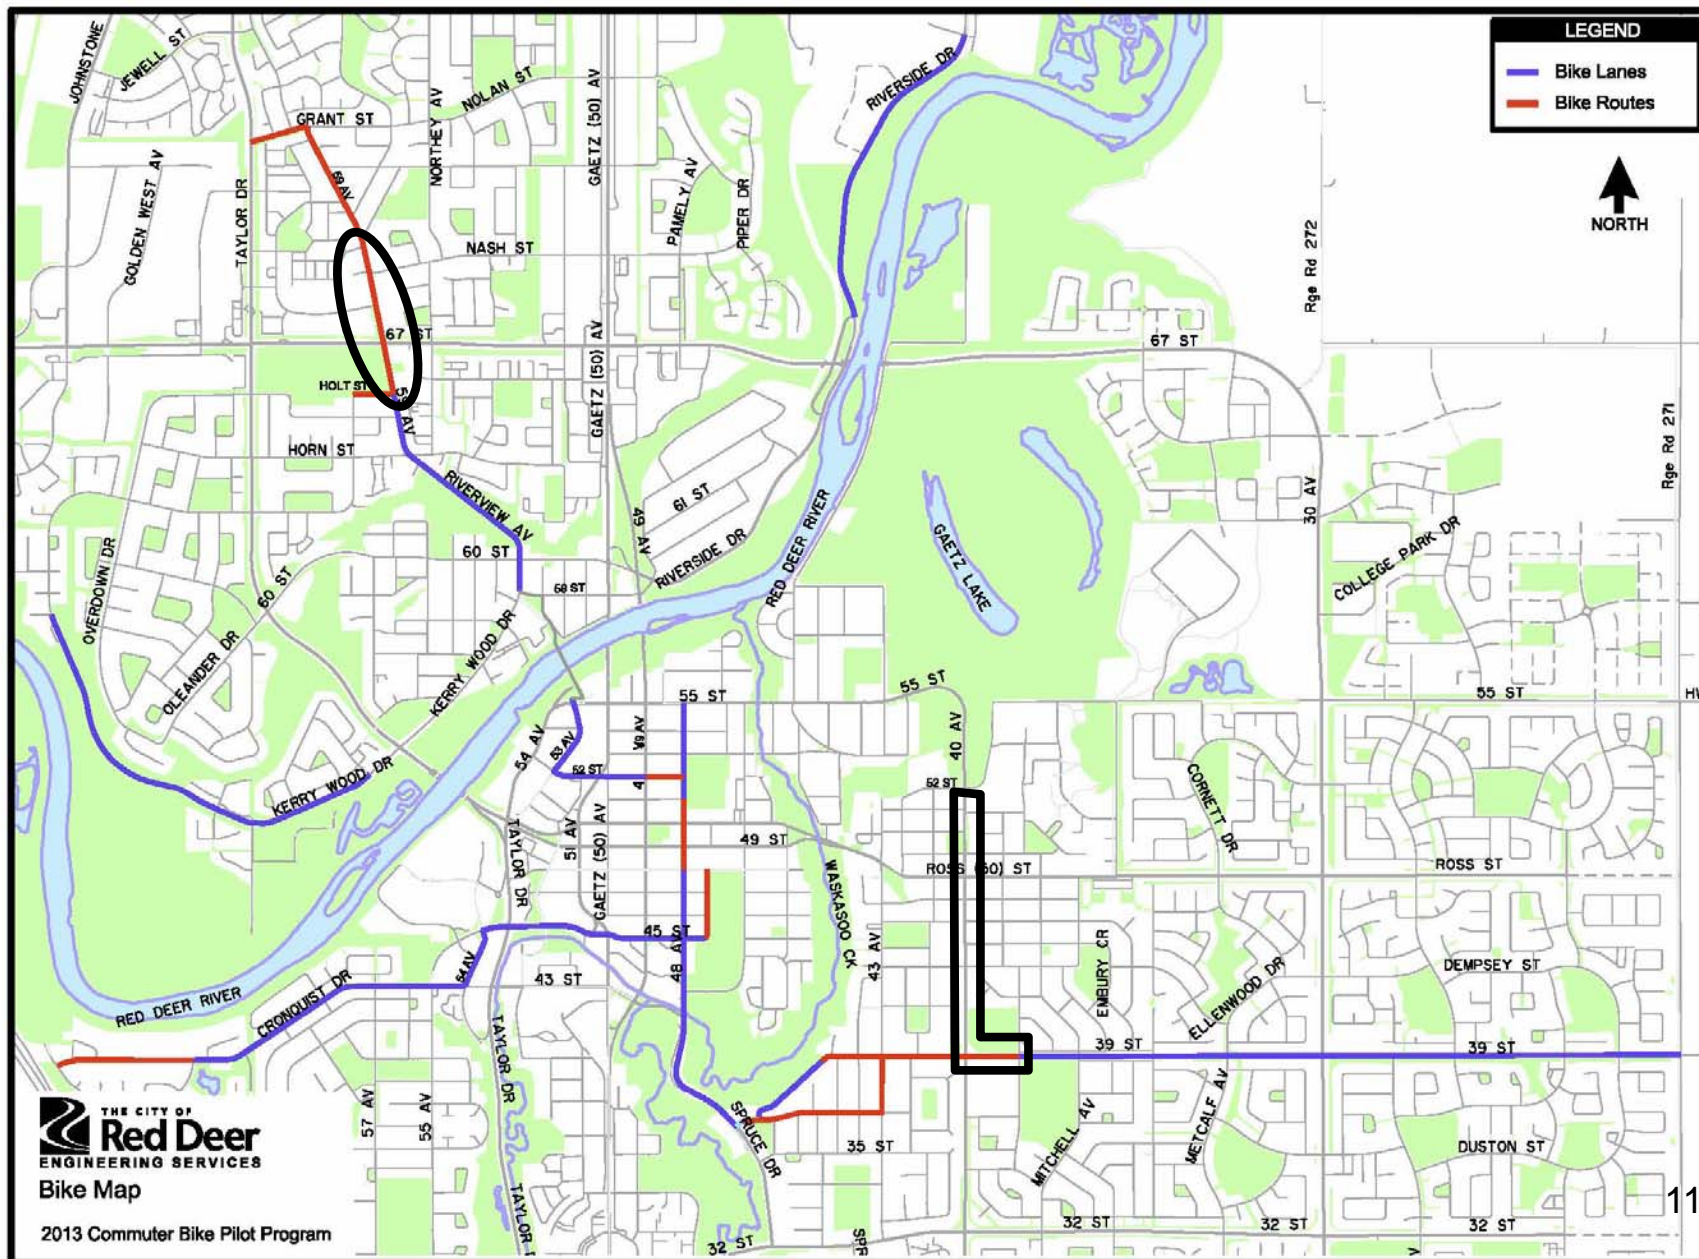 LEGEND
Bike Lanes
Bike Routes
NORTH
JOHNSTONE
JEWELL ST
GRANT ST
NOLAN ST
NORTHEY AV
GAETZ (50) AV
RIVERSIDE DR
GOLDEN WEST AV
TAYLOR DR
59 AV
NASH ST
PAMELY AV
PIPER DR
Rge Rd 272
67 ST
67 ST
HOLT ST
GAETZ (50) AV
HORN ST
RIVERVIEW AV
61 ST
49 AV
30 AV
Rge Rd 271
60 ST
60 ST
58 ST
RIVERSIDE DR
RED DEER RIVER
GAETZ LAKE
COLLEGE PARK DR
OVERDOWN DR
OLEANDER DR
KERRY WOOD DR
55 ST
55 ST
55 ST
54 AV
53 AV
40 AV
52 ST
52 ST
KERRY WOOD DR
CORNETT DR
TAYLOR DR
51 AV
GAETZ (50) AV
49 ST
WASKASOO CK
ROSS (50) ST
ROSS ST
45 ST
48 AV
43 AV
54 AV
43 ST
EMBURY CR
ELLENWOOD DR
DEMPSEY ST
RED DEER RIVER
CRONQUIST DR
TAYLOR DR
39 ST
39 ST
57 AV
55 AV
SPRUCE DR
35 ST
MITCHELL AV
METCALF AV
DUSTON ST
TAYLOR
32 ST
32 ST
32 ST
32 ST
THE CITY OF
Red Deer
ENGINEERING SERVICES
Bike Map
2013 Commuter Bike Pilot Program
11